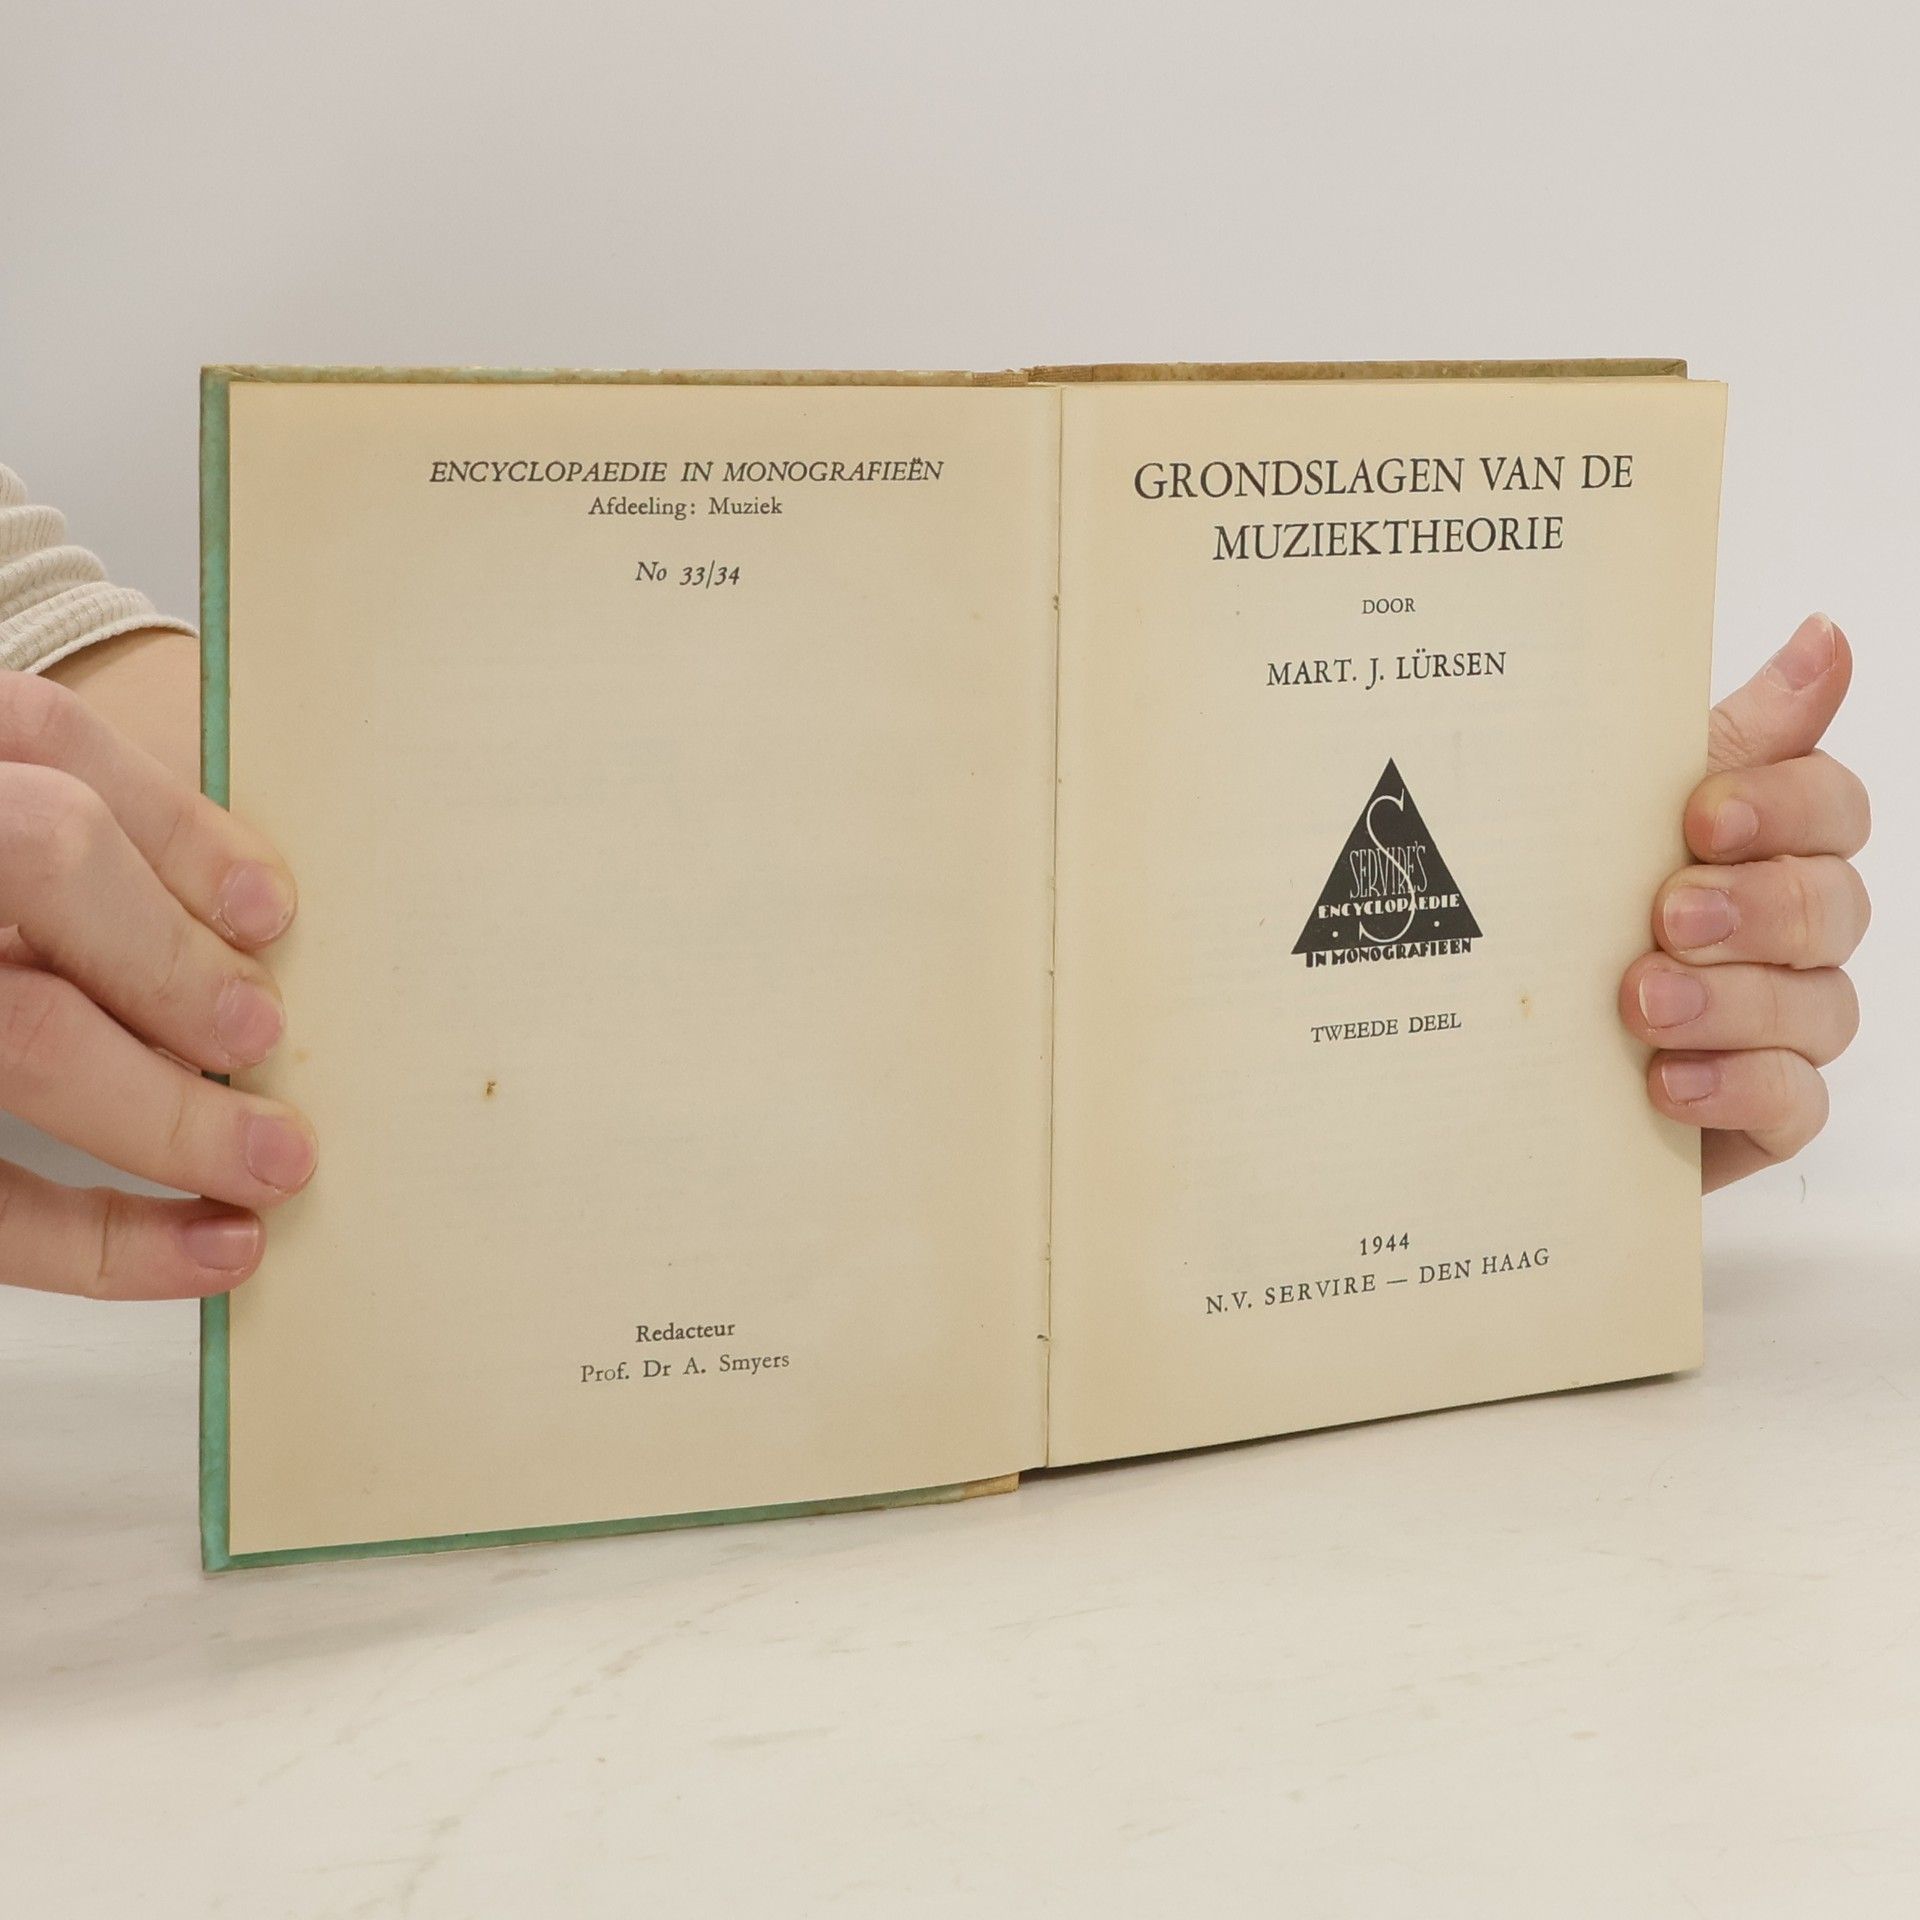 ENCYCLOPAEDIE IN MONOGRAFIEËN
Afdeeling: Muziek
No 33/34
Redacteur
Prof. Dr A. Smyers
GRONDSLAGEN VAN DE
MUZIEKTHEORIE
DOOR
MART. J. LÜRSEN
S
SERVIRE'S
ENCYCLOPAEDIE
IN MONOGRAFIEEN
TWEEDE DEEL
1944
N.V. SERVIRE — DEN HAAG